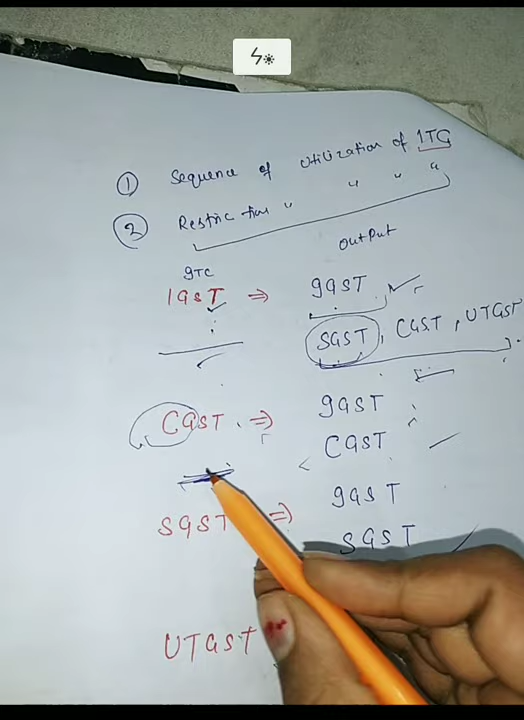 ① Sequence of Utilization of ITC
② Restriction " " " "
OUTPUT
ITC
IGST ⇒ IGST
SGST, CGST, UTGST
CGST ⇒ IGST
CGST
IGST
SGST ⇒ SGST
UTGST